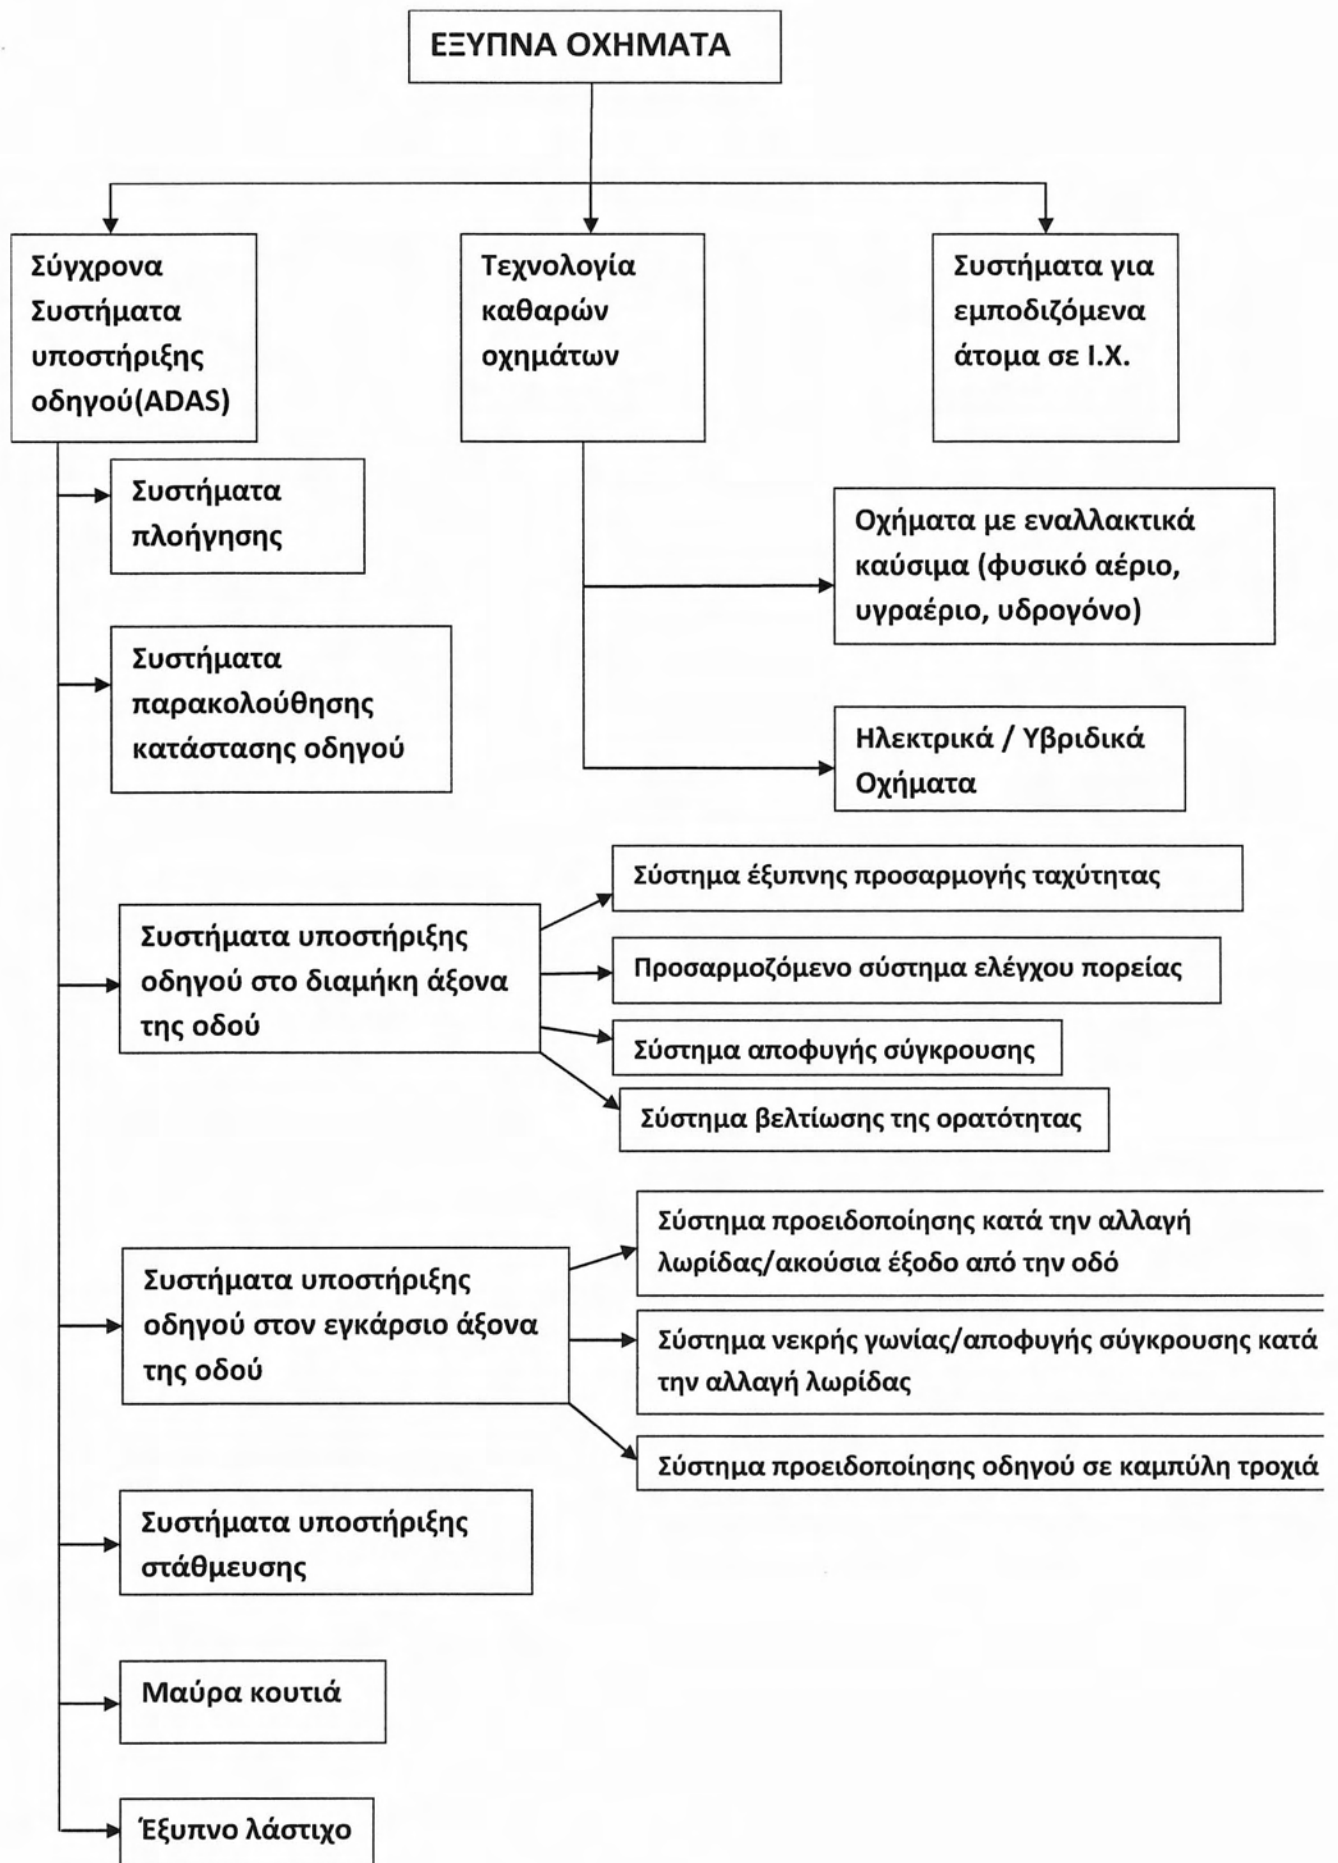 ΕΞΥΠΝΑ ΟΧΗΜΑΤΑ
Σύγχρονα
Συστήματα
υποστήριξης
οδηγού(ADAS)
Τεχνολογία
καθαρών
οχημάτων
Συστήματα για
εμποδιζόμενα
άτομα σε Ι.Χ.
Συστήματα
πλοήγησης
Οχήματα με εναλλακτικά
καύσιμα (φυσικό αέριο,
υγραέριο, υδρογόνο)
Συστήματα
παρακολούθησης
κατάστασης οδηγού
Ηλεκτρικά / Υβριδικά
Οχήματα
Συστήματα υποστήριξης
οδηγού στο διαμήκη άξονα
της οδού
Σύστημα έξυπνης προσαρμογής ταχύτητας
Προσαρμοζόμενο σύστημα ελέγχου πορείας
Σύστημα αποφυγής σύγκρουσης
Σύστημα βελτίωσης της ορατότητας
Συστήματα υποστήριξης
οδηγού στον εγκάρσιο άξονα
της οδού
Σύστημα προειδοποίησης κατά την αλλαγή
λωρίδας/ακούσια έξοδο από την οδό
Σύστημα νεκρής γωνίας/αποφυγής σύγκρουσης κατά
την αλλαγή λωρίδας
Σύστημα προειδοποίησης οδηγού σε καμπύλη τροχιά
Συστήματα υποστήριξης
στάθμευσης
Μαύρα κουτιά
Έξυπνο λάστιχο